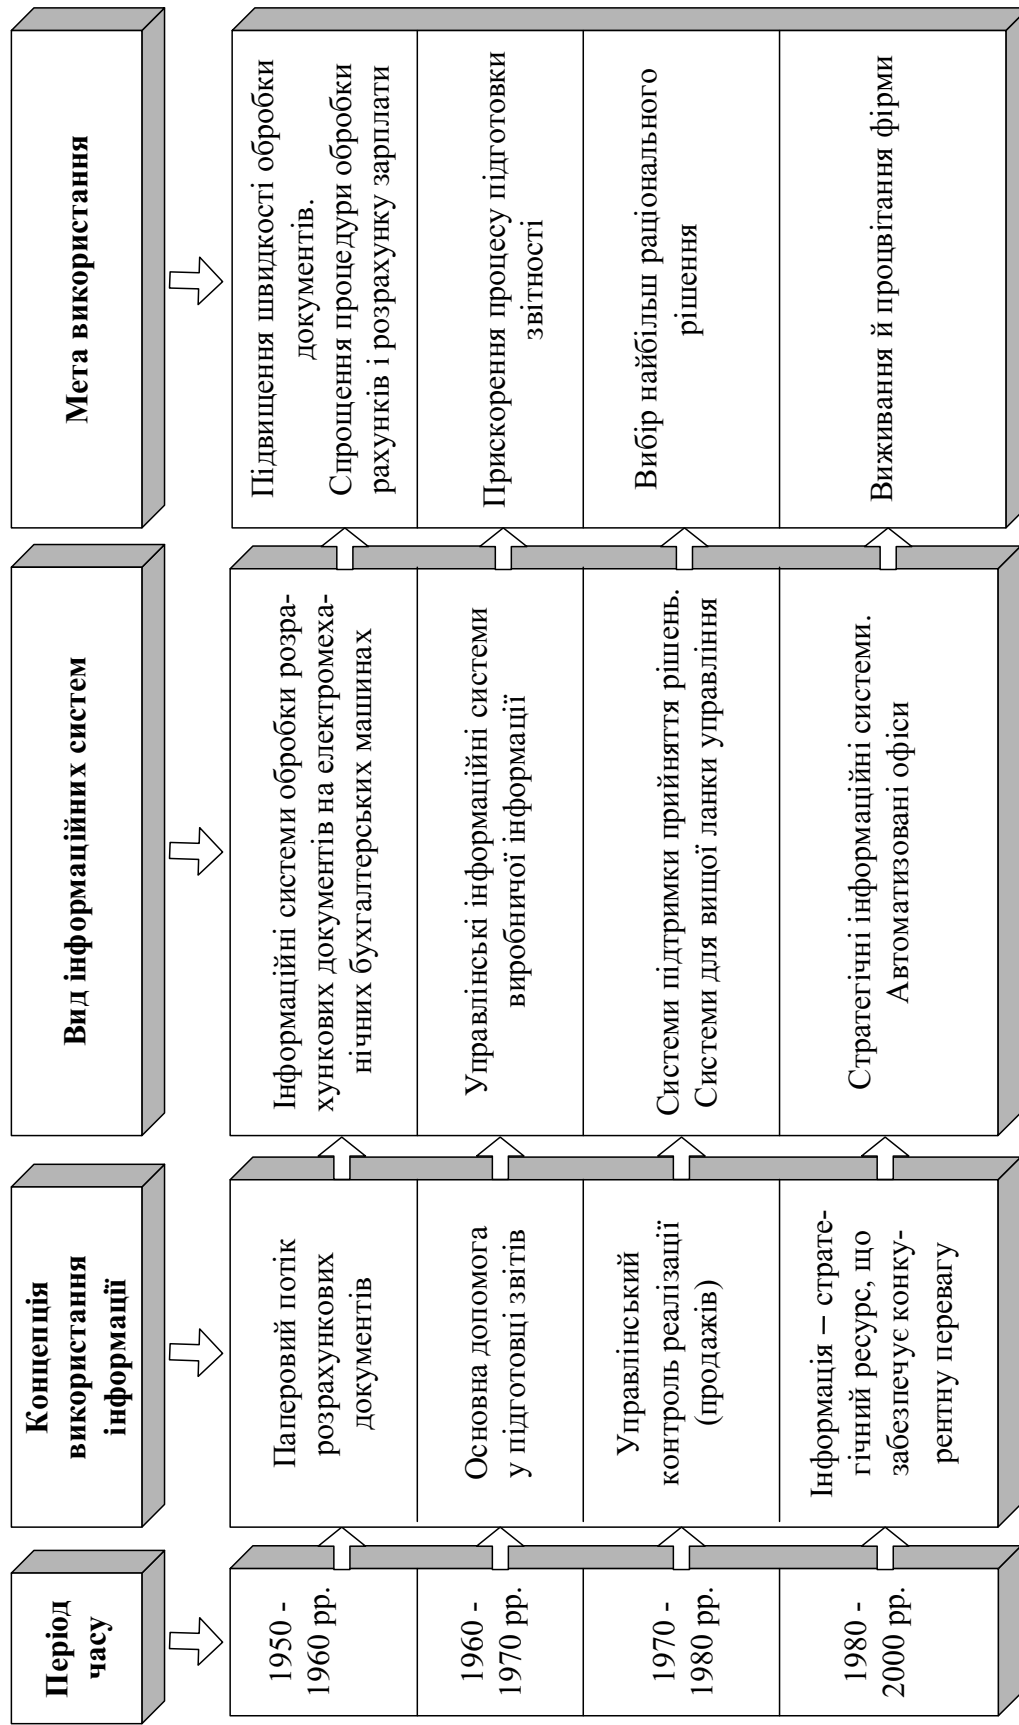 Період
часу
Концепція
використання
інформації
Вид інформаційних систем
Мета використання
1950 -
1960 рр.
Паперовий потік
розрахункових
документів
Інформаційні системи обробки розра-
хункових документів на електромеха-
нічних бухгалтерських машинах
Підвищення швидкості обробки
документів.
Спрощення процедури обробки
рахунків і розрахунку зарплати
1960 -
1970 рр.
Основна допомога
у підготовці звітів
Управлінські інформаційні системи
виробничої інформації
Прискорення процесу підготовки
звітності
1970 -
1980 рр.
Управлінський
контроль реалізації
(продажів)
Системи підтримки прийняття рішень.
Системи для вищої ланки управління
Вибір найбільш раціонального
рішення
1980 -
2000 рр.
Інформація – страте-
гічний ресурс, що
забезпечує конку-
рентну перевагу
Стратегічні інформаційні системи.
Автоматизовані офіси
Виживання й процвітання фірми